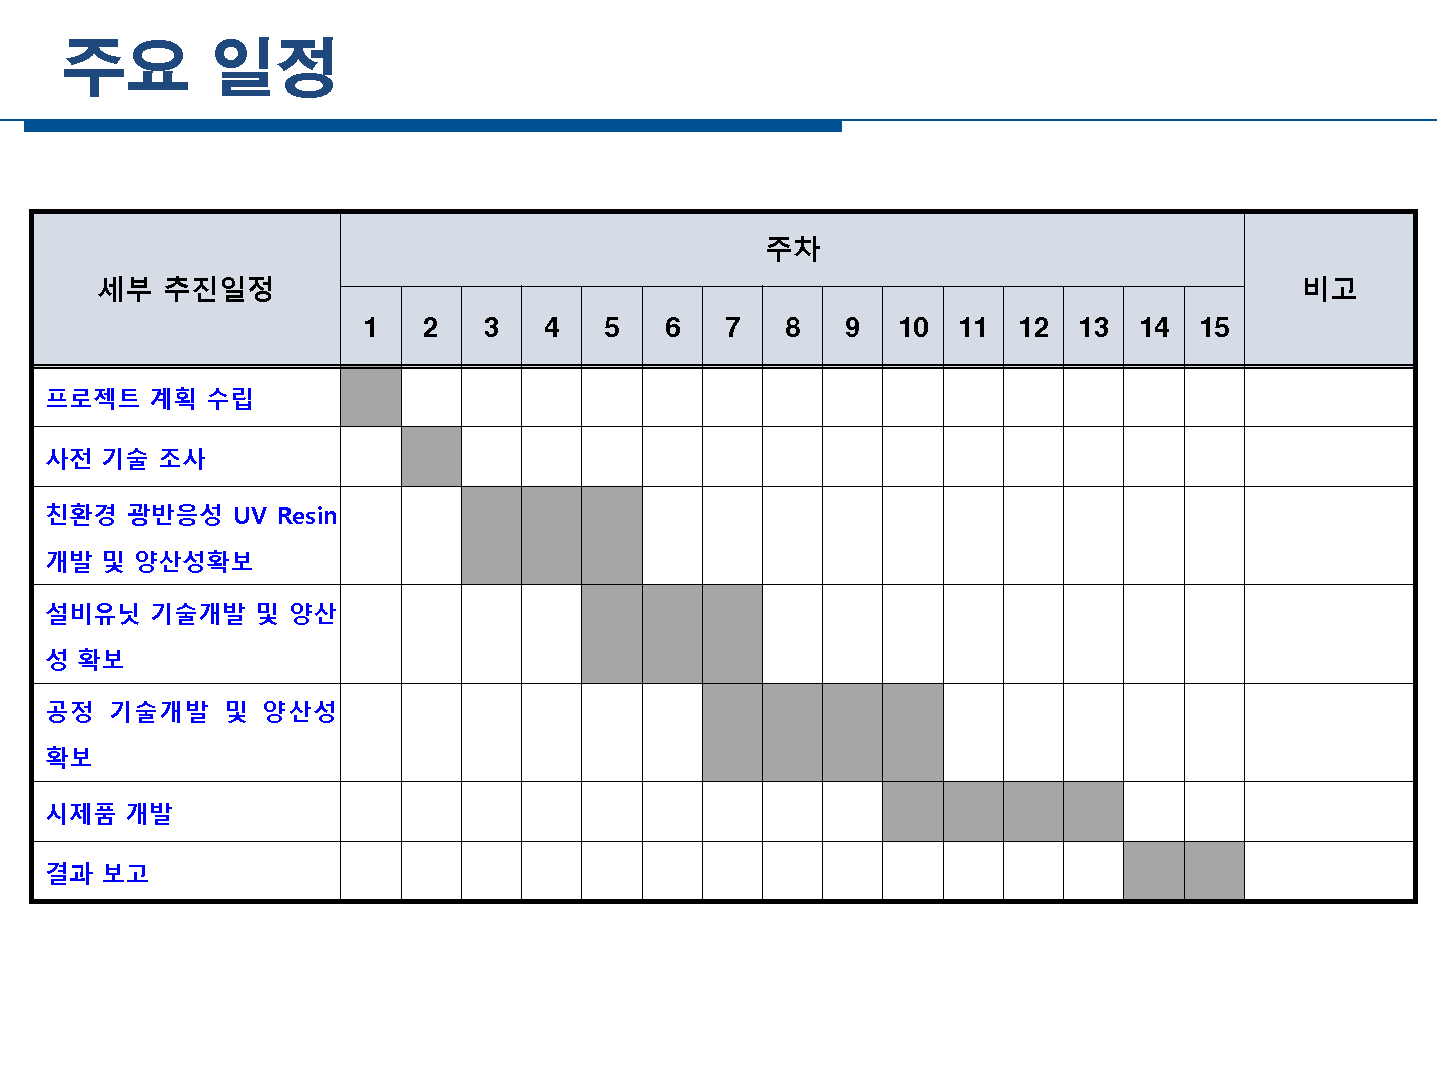 주요 일정
세부 추진일정
주차
비고
1 2 3 4 5 6 7 8 9 10 11 12 13 14 15
프로젝트 계획 수립
사전 기술 조사
친환경 광반응성 UV Resin
개발 및 양산성확보
설비유닛 기술개발 및 양산
성 확보
공정 기술개발 및 양산성
확보
시제품 개발
결과 보고